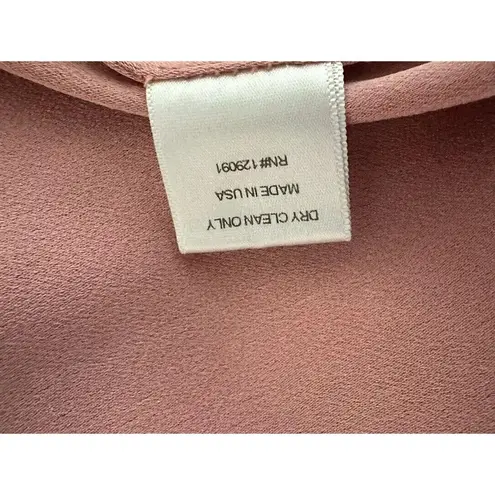 DRY CLEAN ONLY
MADE IN USA
RN# 129091